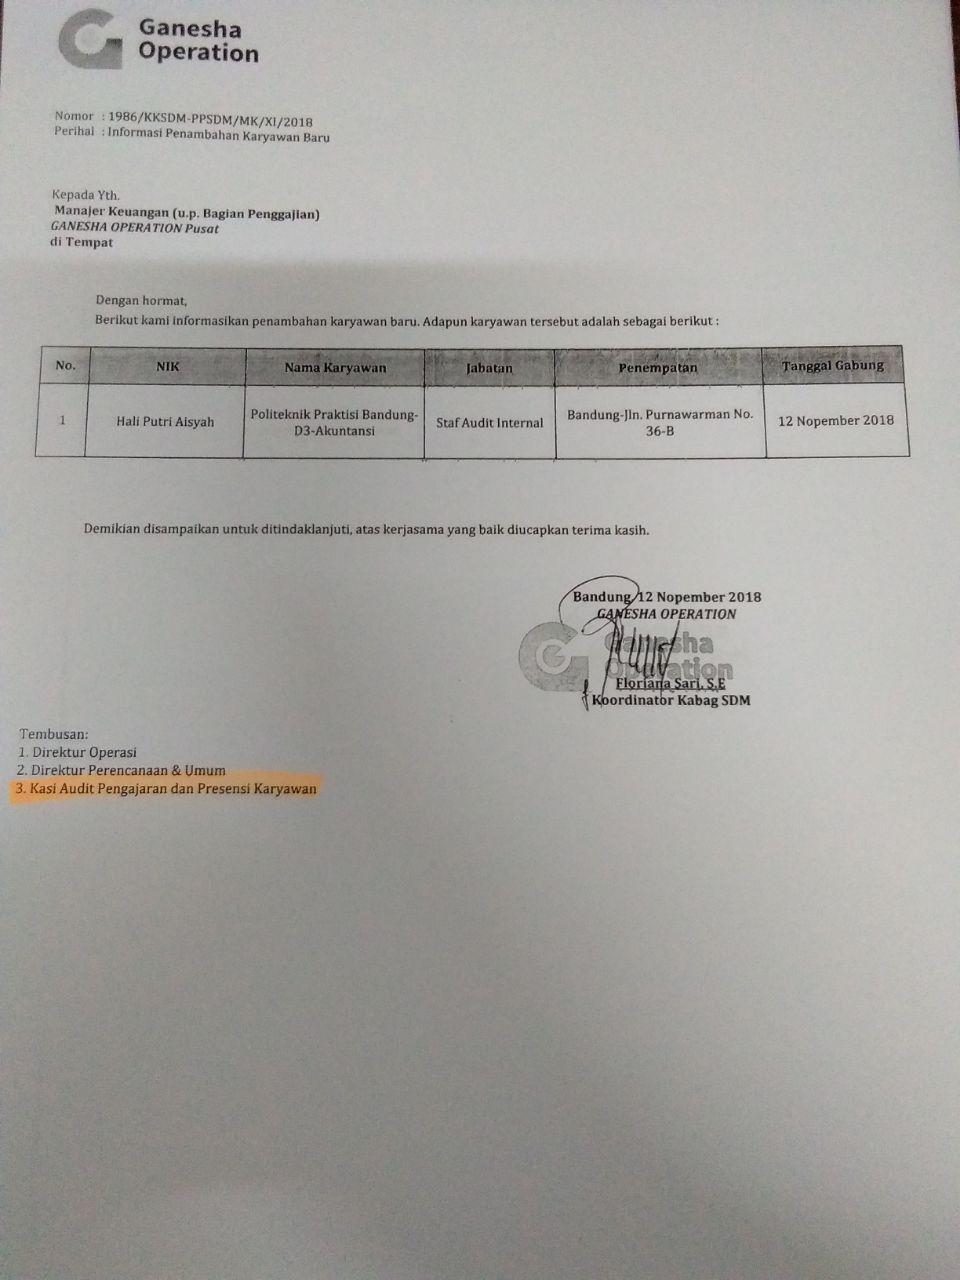 Ganesha
Operation
Nomor : 1986/KKSDM-PPSDM/MK/XI/2018
Perihal : Informasi Penambahan Karyawan Baru
Kepada Yth.
Manajer Keuangan (u.p. Bagian Penggajian)
GANESHA OPERATION Pusat
di Tempat
Dengan hormat,
Berikut kami informasikan penambahan karyawan baru. Adapun karyawan tersebut adalah sebagai berikut :
No. NIK Nama Karyawan Jabatan Penempatan Tanggal Gabung
1 Hali Putri Aisyah Politeknik Praktisi Bandung-D3-Akuntansi Staf Audit Internal Bandung-Jln. Purnawarman No. 36-B 12 Nopember 2018
Demikian disampaikan untuk ditindaklanjuti, atas kerjasama yang baik diucapkan terima kasih.
Bandung, 12 Nopember 2018
GANESHA OPERATION
Ganesha
Operation
Floriana Sari, S.E
Koordinator Kabag SDM
Tembusan:
1. Direktur Operasi
2. Direktur Perencanaan & Umum
3. Kasi Audit Pengajaran dan Presensi Karyawan